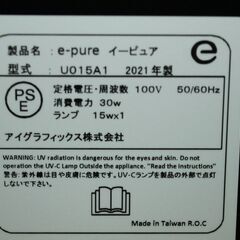 製品名 : e-pure イーピュア
e
型式 : U015A1 2021年製
PS
E
定格電圧・周波数 100V 50/60Hz
消費電力 30w
ランプ 15wx1
アイグラフィックス株式会社
WARNING: UV radiation is dangerous for the eyes and skin. Do not operate
the UV-C Lamp Outside the appliance. "Read the Instructions"
警告: 紫外線は目や皮膚に危険です。UV-Cランプを製品の外部で点灯
しないで下さい。
Made in Taiwan R.O.C